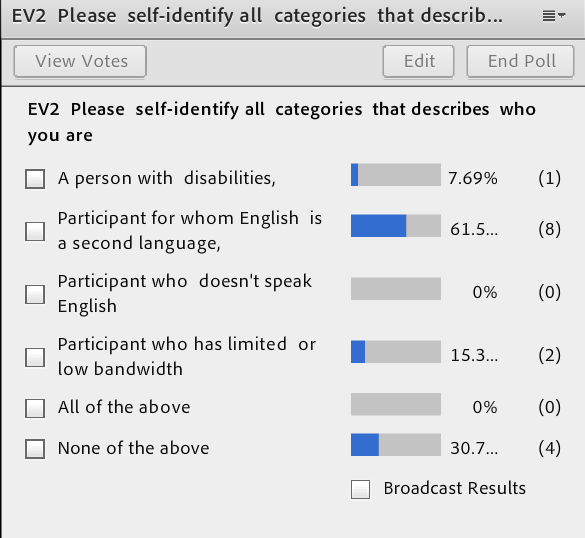 EV2 Please self-identify all categories that describ...
View Votes
Edit
End Poll
EV2 Please self-identify all categories that describes who
you are
A person with disabilities,
7.69%
(1)
Participant for whom English is
a second language,
61.5...
(8)
Participant who doesn't speak
English
0%
(0)
Participant who has limited or
low bandwidth
15.3...
(2)
All of the above
0%
(0)
None of the above
30.7...
(4)
Broadcast Results